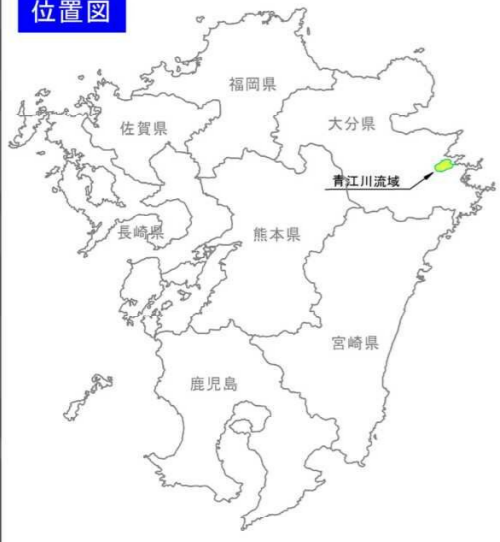 位置図
福岡県
佐賀県
大分県
青江川流域
長崎県
熊本県
宮崎県
鹿児島